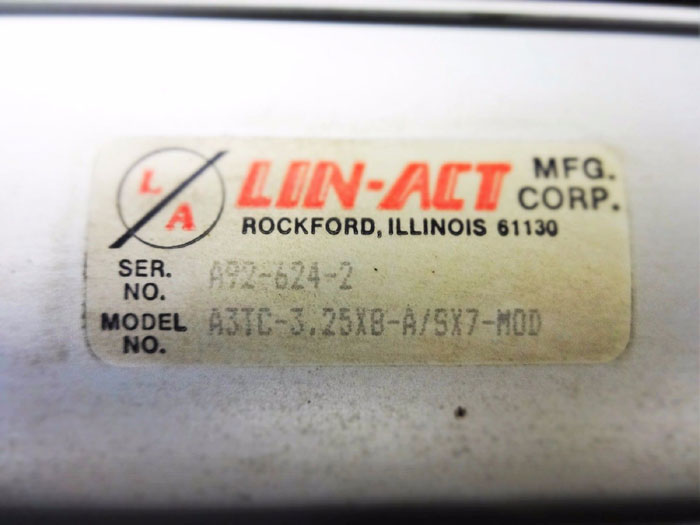 L/A
LIN-ACT MFG. CORP.
ROCKFORD, ILLINOIS 61130
SER. NO. A92-624-2
MODEL NO. A3TC-3.25X8-A/SX7-MOD